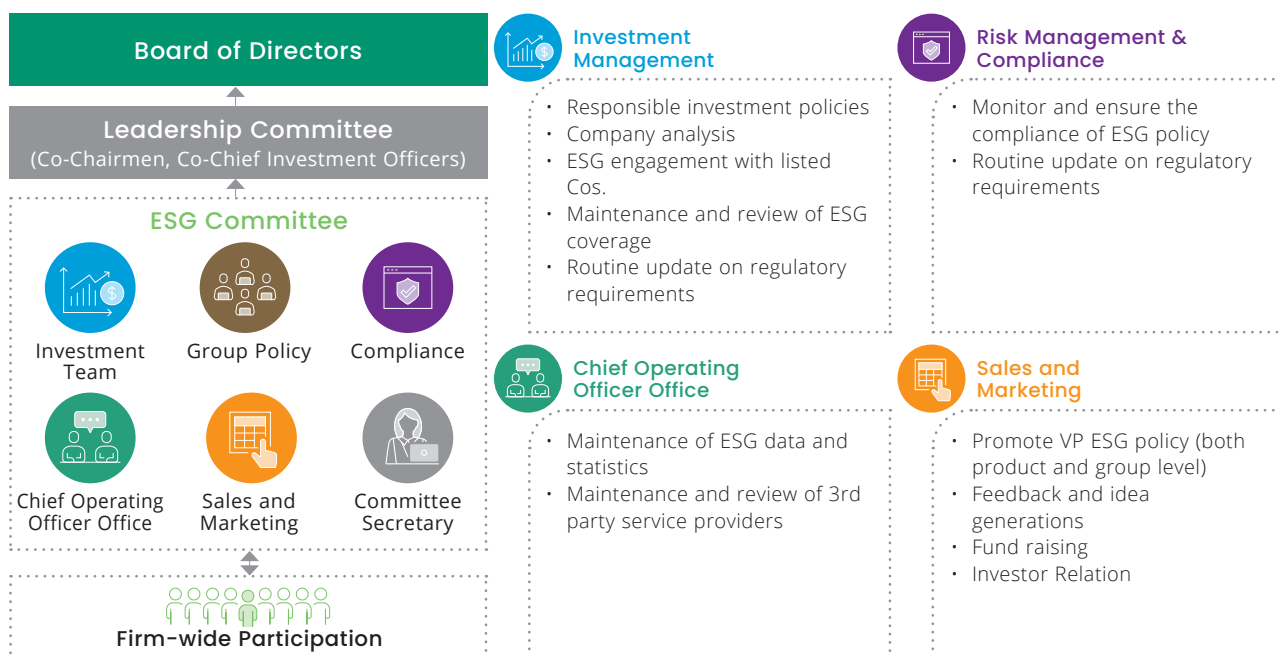 Board of Directors
Leadership Committee
(Co-Chairmen, Co-Chief Investment Officers)
ESG Committee
$
Investment
Team
Group Policy
Compliance
Chief Operating
Officer Office
Sales and
Marketing
Committee
Secretary
Firm-wide Participation
$
Investment
Management
• Responsible investment policies
• Company analysis
• ESG engagement with listed
Cos.
• Maintenance and review of ESG
coverage
• Routine update on regulatory
requirements
Risk Management &
Compliance
• Monitor and ensure the
compliance of ESG policy
• Routine update on regulatory
requirements
Chief Operating
Officer Office
• Maintenance of ESG data and
statistics
• Maintenance and review of 3rd
party service providers
Sales and
Marketing
• Promote VP ESG policy (both
product and group level)
• Feedback and idea
generations
• Fund raising
• Investor Relation